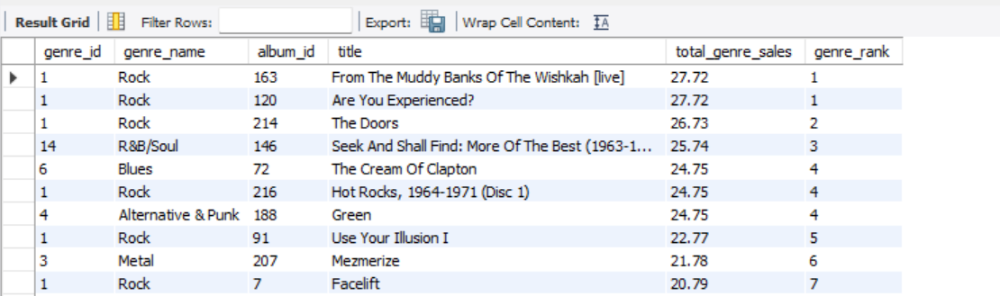 Result Grid Filter Rows: Export: Wrap Cell Content: IA
genre_id genre_name album_id title total_genre_sales genre_rank
1 Rock 163 From The Muddy Banks Of The Wishkah [live] 27.72 1
1 Rock 120 Are You Experienced? 27.72 1
1 Rock 214 The Doors 26.73 2
14 R&B/Soul 146 Seek And Shall Find: More Of The Best (1963-1... 25.74 3
6 Blues 72 The Cream Of Clapton 24.75 4
1 Rock 216 Hot Rocks, 1964-1971 (Disc 1) 24.75 4
4 Alternative & Punk 188 Green 24.75 4
1 Rock 91 Use Your Illusion I 22.77 5
3 Metal 207 Mezmerize 21.78 6
1 Rock 7 Facelift 20.79 7